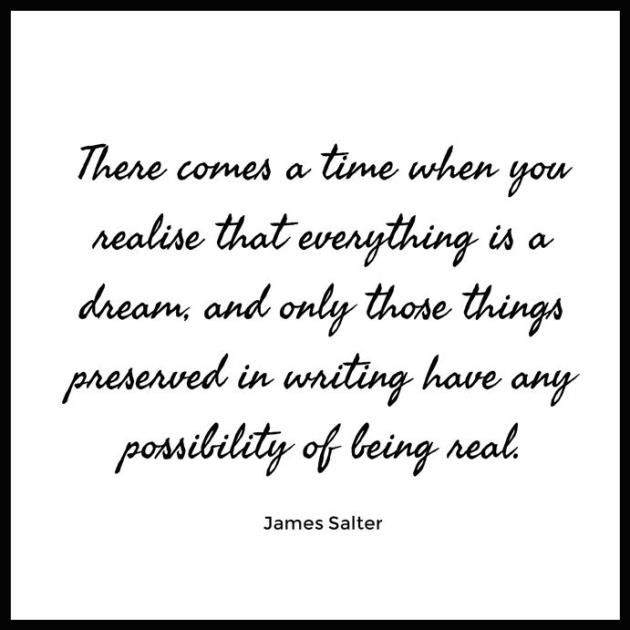 There comes a time when you
realise that everything is a
dream, and only those things
preserved in writing have any
possibility of being real.
James Salter